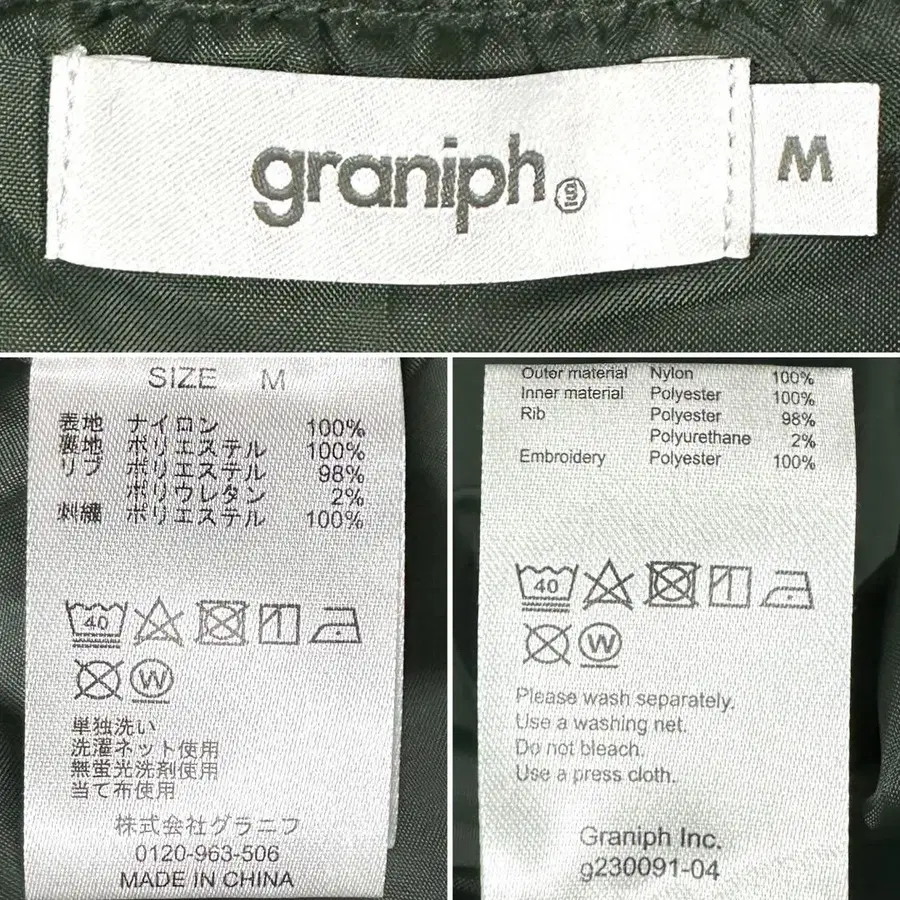 graniph g
M
SIZE M
表地 ナイロン 100%
裏地 ポリエステル 100%
リブ ポリエステル 98%
ポリウレタン 2%
刺繍 ポリエステル 100%
40
W
単独洗い
洗濯ネット使用
無蛍光洗剤使用
当て布使用
株式会社グラニフ
0120-963-506
MADE IN CHINA
Outer material Nylon 100%
Inner material Polyester 100%
Rib Polyester 98%
Polyurethane 2%
Embroidery Polyester 100%
40
W
Please wash separately.
Use a washing net.
Do not bleach.
Use a press cloth.
Graniph Inc.
g230091-04